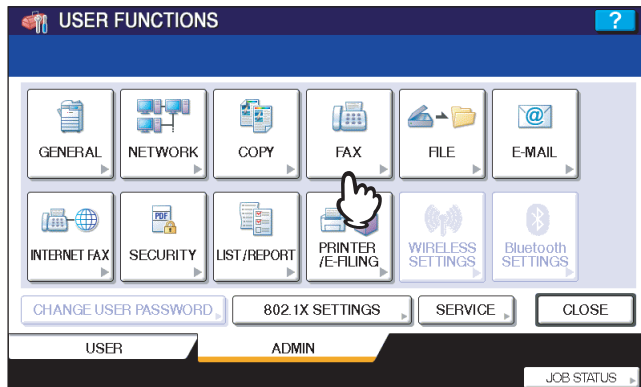 USER FUNCTIONS
?
GENERAL
NETWORK
COPY
FAX
FILE
E-MAIL
@
PDF
INTERNET FAX
SECURITY
LIST/REPORT
PRINTER
/E-FILING
WIRELESS
SETTINGS
Bluetooth
SETTINGS
CHANGE USER PASSWORD
802.1X SETTINGS
SERVICE
CLOSE
USER
ADMIN
JOB STATUS